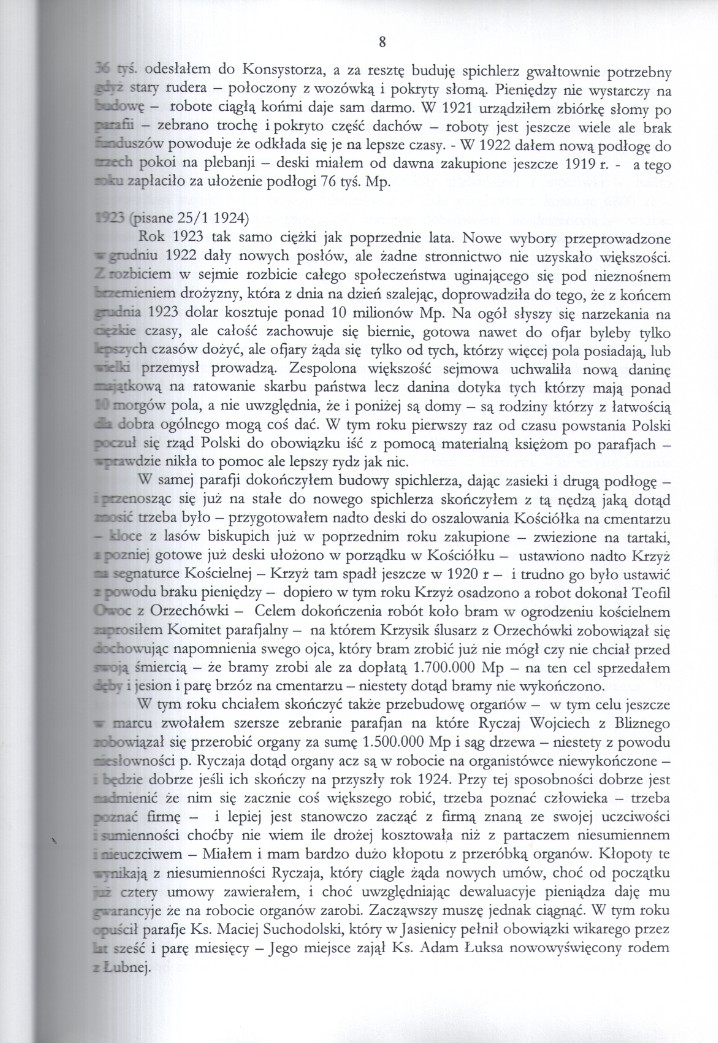 8
36 tyś. odesłałem do Konsystorza, a za resztę buduję spichlerz gwałtownie potrzebny
gdyż stary rudera – połoczony z wozówką i pokryty słomą. Pieniędzy nie wystarczy na
budowę – robote ciągłą końmi daje sam darmo. W 1921 urządziłem zbiórkę słomy po
parafii – zebrano trochę i pokryto część dachów – roboty jest jeszcze wiele ale brak
funduszów powoduje że odkłada się je na lepsze czasy. - W 1922 dałem nową podłogę do
trzech pokoi na plebanji – deski miałem od dawna zakupione jeszcze 1919 r. - a tego
roku zapłaciło za ułożenie podłogi 76 tyś. Mp.
1923 (pisane 25/1 1924)
Rok 1923 tak samo ciężki jak poprzednie lata. Nowe wybory przeprowadzone
w grudniu 1922 dały nowych posłów, ale żadne stronnictwo nie uzyskało większości.
Z rozbiciem w sejmie rozbicie całego społeczeństwa uginającego się pod nieznośnem
brzemieniem drożyzny, która z dnia na dzień szalejąc, doprowadziła do tego, że z końcem
grudnia 1923 dolar kosztuje ponad 10 milionów Mp. Na ogół słyszy się narzekania na
ciężkie czasy, ale całość zachowuje się biernie, gotowa nawet do ofjar byleby tylko
lepszych czasów dożyć, ale ofjary żąda się tylko od tych, którzy więcej pola posiadają, lub
wielki przemysł prowadzą. Zespolona większość sejmowa uchwaliła nową daninę
majątkową na ratowanie skarbu państwa lecz danina dotyka tych którzy mają ponad
10 morgów pola, a nie uwzględnia, że i poniżej są domy – są rodziny którzy z łatwością
dla dobra ogólnego mogą coś dać. W tym roku pierwszy raz od czasu powstania Polski
poczuł się rząd Polski do obowiązku iść z pomocą materialną księżom po parafjach –
wprawdzie nikła to pomoc ale lepszy rydz jak nic.
W samej parafji dokończyłem budowy spichlerza, dając zasieki i drugą podłogę –
i przenosząc się już na stałe do nowego spichlerza skończyłem z tą nędzą jaką dotąd
znosić trzeba było – przygotowałem nadto deski do oszalowania Kościółka na cmentarzu
– kloce z lasów biskupich już w poprzednim roku zakupione – zwiezione na tartaki,
a pozniej gotowe już deski ułożono w porządku w Kościółku – ustawiono nadto Krzyż
na segnaturce Kościelnej – Krzyż tam spadł jeszcze w 1920 r – i trudno go było ustawić
z powodu braku pieniędzy – dopiero w tym roku Krzyż osadzono a robot dokonał Teofil
Owoc z Orzechówki – Celem dokończenia robót koło bram w ogrodzeniu kościelnem
zaprosiłem Komitet parafjalny – na którem Krzysik ślusarz z Orzechówki zobowiązał się
dochowując napomnienia swego ojca, który bram zrobić już nie mógł czy nie chciał przed
swoją śmiercią – że bramy zrobi ale za dopłatą 1.700.000 Mp – na ten cel sprzedałem
dęby i jesion i parę brzóz na cmentarzu – niestety dotąd bramy nie wykończono.
W tym roku chciałem skończyć także przebudowę organów – w tym celu jeszcze
w marcu zwołałem szersze zebranie parafjan na które Ryczaj Wojciech z Bliznego
zobowiązał się przerobić organy za sumę 1.500.000 Mp i sąg drzewa – niestety z powodu
niesłowności p. Ryczaja dotąd organy acz są w robocie na organistówce niewykończone –
i będzie dobrze jeśli ich skończy na przyszły rok 1924. Przy tej sposobności dobrze jest
nadmienić że nim się zacznie coś większego robić, trzeba poznać człowieka – trzeba
poznać firmę – i lepiej jest stanowczo zacząć z firmą znaną ze swojej uczciwości
i sumienności choćby nie wiem ile drożej kosztowała niż z partaczem niesumiennem
i nieuczciwem – Miałem i mam bardzo dużo kłopotu z przeróbką organów. Kłopoty te
wynikają z niesumienności Ryczaja, który ciągle żąda nowych umów, choć od początku
już cztery umowy zawierałem, i choć uwzględniając dewaluacyje pieniądza daję mu
gwarancyje że na robocie organów zarobi. Zacząwszy muszę jednak ciągnąć. W tym roku
opuścił parafje Ks. Maciej Suchodolski, który w Jasienicy pełnił obowiązki wikarego przez
lat sześć i parę miesięcy – Jego miejsce zajął Ks. Adam Łuksa nowowyświęcony rodem
z Łubnej.